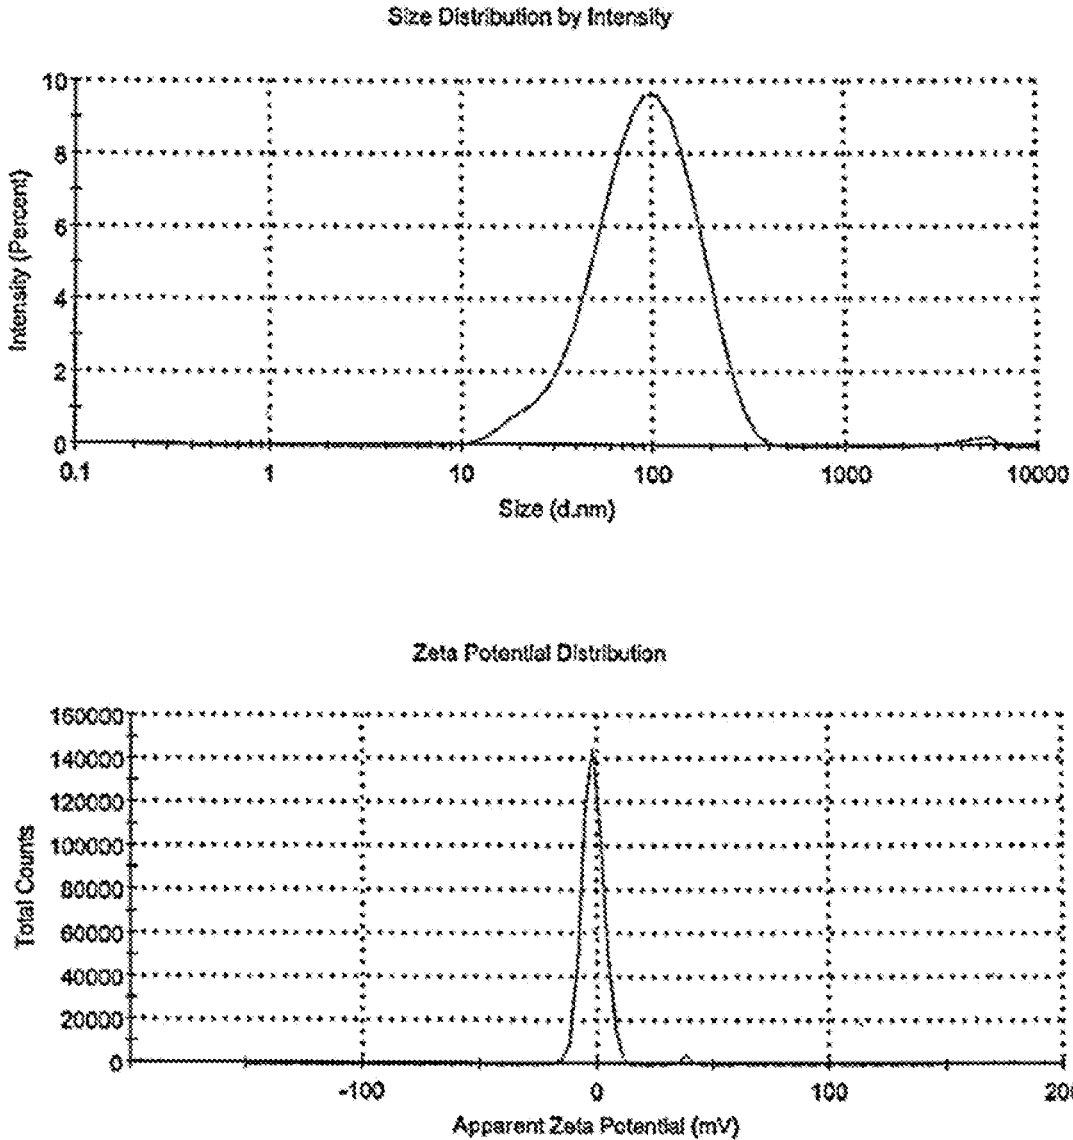 Size Distribution by Intensity
10
8
6
4
2
0
Intensity (Percent)
0.1 1 10 100 1000 10000
Size (d.nm)
Zeta Potential Distribution
160000
140000
120000
100000
80000
60000
40000
20000
0
Total Counts
-100 0 100 200
Apparent Zeta Potential (mV)